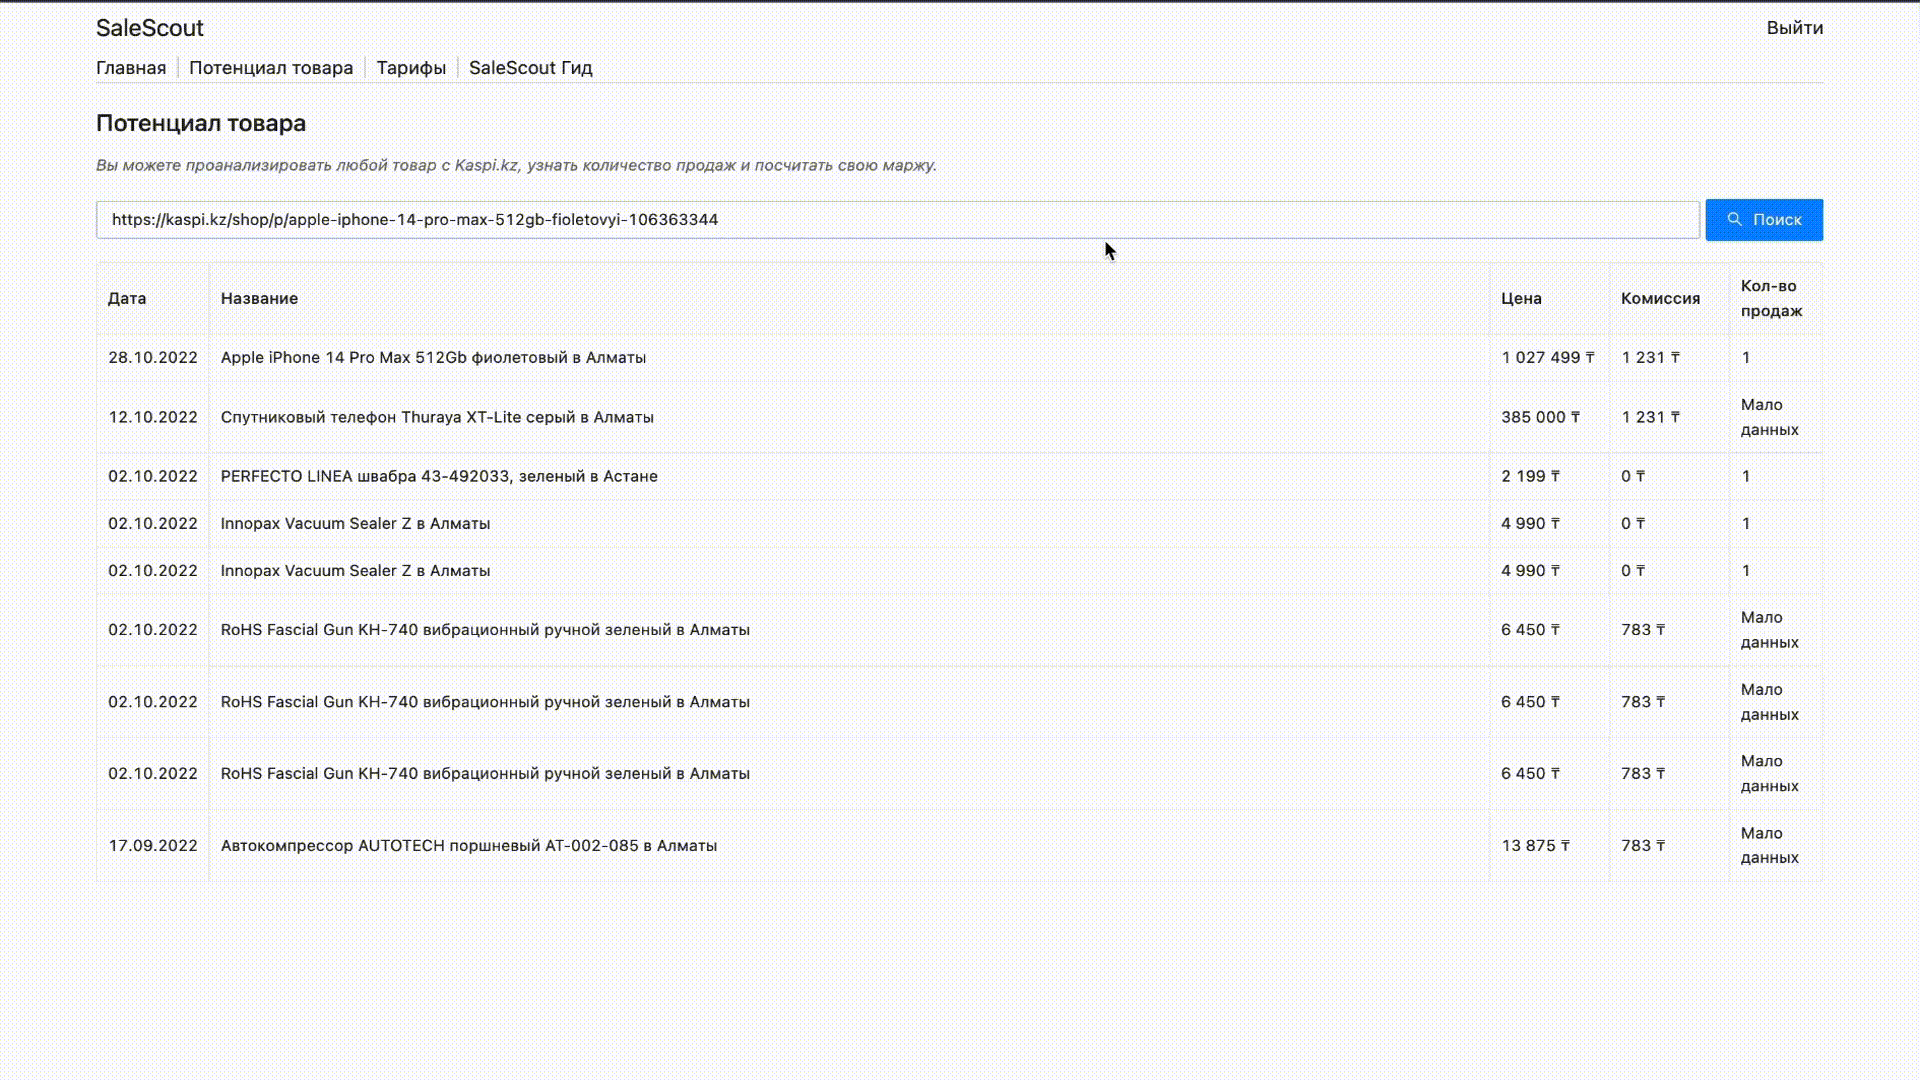 SaleScout
Выйти
Главная Потенциал товара Тарифы SaleScout Гид
Потенциал товара
Вы можете проанализировать любой товар с Kaspi.kz, узнать количество продаж и посчитать свою маржу.
https://kaspi.kz/shop/p/apple-iphone-14-pro-max-512gb-fioletovyi-106363344
Поиск
Дата Название Цена Комиссия Кол-во
продаж
28.10.2022 Apple iPhone 14 Pro Max 512Gb фиолетовый в Алматы 1 027 499 ₸ 1 231 ₸ 1
12.10.2022 Спутниковый телефон Thuraya XT-Lite серый в Алматы 385 000 ₸ 1 231 ₸ Мало
данных
02.10.2022 PERFECTO LINEA швабра 43-492033, зеленый в Астане 2 199 ₸ 0 ₸ 1
02.10.2022 Innopax Vacuum Sealer Z в Алматы 4 990 ₸ 0 ₸ 1
02.10.2022 Innopax Vacuum Sealer Z в Алматы 4 990 ₸ 0 ₸ 1
02.10.2022 RoHS Fascial Gun KH-740 вибрационный ручной зеленый в Алматы 6 450 ₸ 783 ₸ Мало
данных
02.10.2022 RoHS Fascial Gun KH-740 вибрационный ручной зеленый в Алматы 6 450 ₸ 783 ₸ Мало
данных
02.10.2022 RoHS Fascial Gun KH-740 вибрационный ручной зеленый в Алматы 6 450 ₸ 783 ₸ Мало
данных
17.09.2022 Автокомпрессор AUTOTECH поршневый AT-002-085 в Алматы 13 875 ₸ 783 ₸ Мало
данных